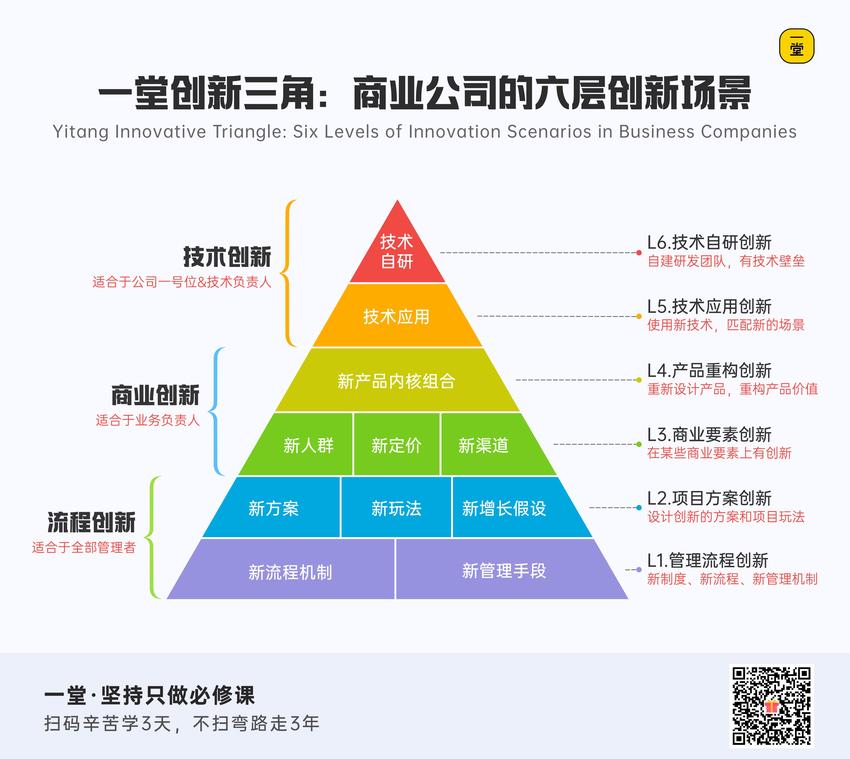 一堂
一堂创新三角：商业公司的六层创新场景
Yitang Innovative Triangle: Six Levels of Innovation Scenarios in Business Companies
技术创新
适合于公司一号位&技术负责人
商业创新
适合于业务负责人
流程创新
适合于全部管理者
技术
自研
技术应用
新产品内核组合
新人群 新定价 新渠道
新方案 新玩法 新增长假设
新流程机制 新管理手段
L6.技术自研创新
自建研发团队，有技术壁垒
L5.技术应用创新
使用新技术，匹配新的场景
L4.产品重构创新
重新设计产品，重构产品价值
L3.商业要素创新
在某些商业要素上有创新
L2.项目方案创新
设计创新的方案和项目玩法
L1.管理流程创新
新制度、新流程、新管理机制
一堂·坚持只做必修课
扫码辛苦学3天，不扫弯路走3年